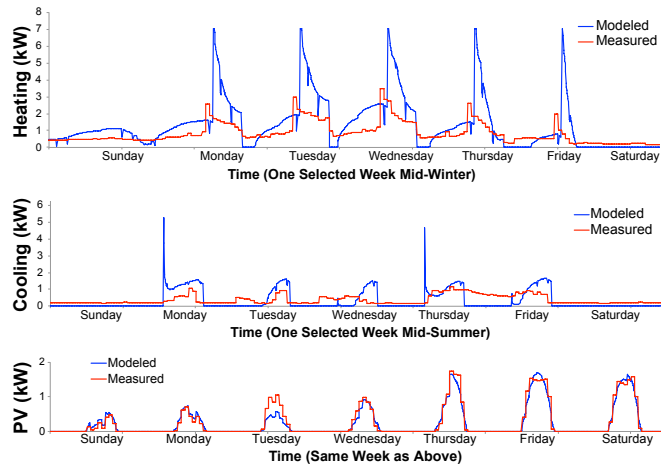 8
7
6
5
4
3
2
1
0
Heating (kW)
Modeled
Measured
Sunday Monday Tuesday Wednesday Thursday Friday Saturday
Time (One Selected Week Mid-Winter)
6
5
4
3
2
1
0
Cooling (kW)
Modeled
Measured
Sunday Monday Tuesday Wednesday Thursday Friday Saturday
Time (One Selected Week Mid-Summer)
2
1
0
PV (kW)
Modeled
Measured
Sunday Monday Tuesday Wednesday Thursday Friday Saturday
Time (Same Week as Above)